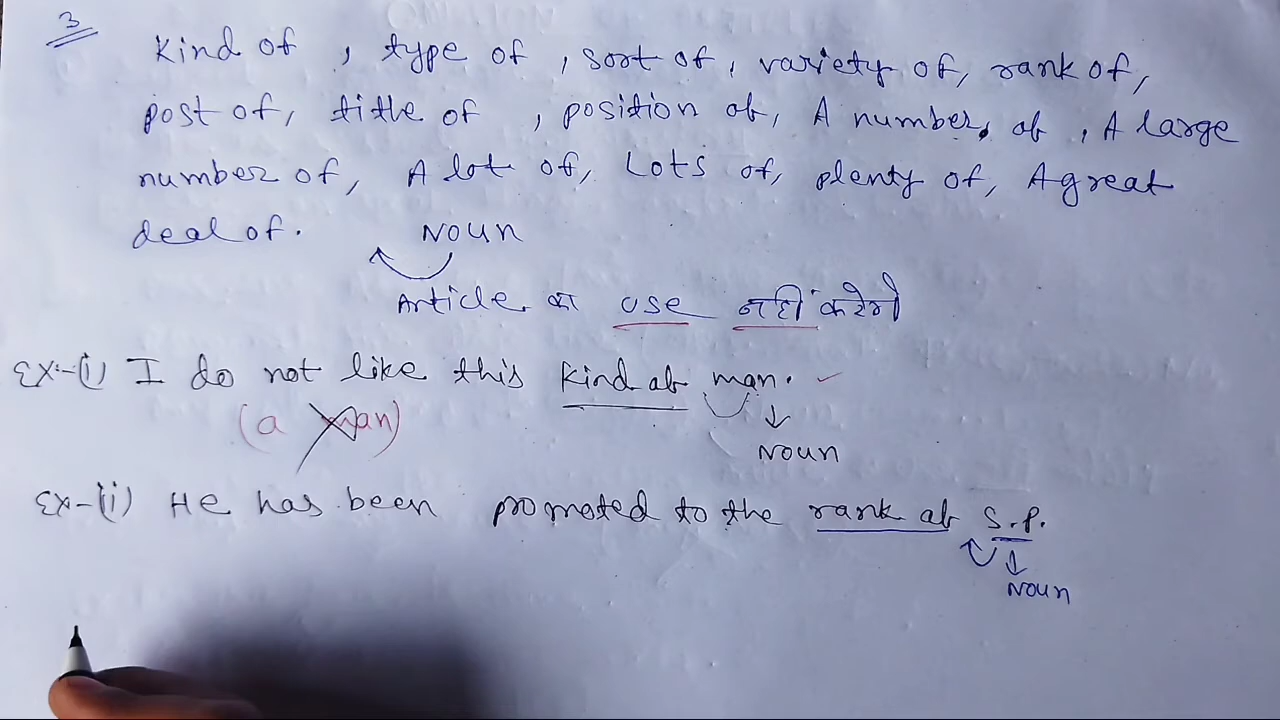 3
Kind of, type of, sort of, variety of, rank of,
post of, title of, position of, A number of, A large
number of, A lot of, Lots of, plenty of, A great
deal of. Noun
Article का use नहीं करेगें
Ex-(i) I do not like this kind of man.
(a man)
Noun
Ex-(ii) He has been promoted to the rank of S.P.
Noun